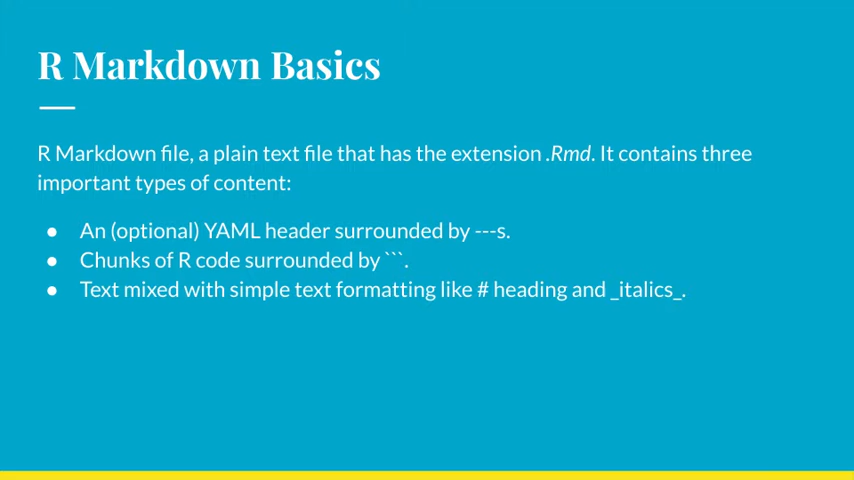 R Markdown Basics
R Markdown file, a plain text file that has the extension .Rmd. It contains three
important types of content:
● An (optional) YAML header surrounded by ---s.
● Chunks of R code surrounded by ```.
● Text mixed with simple text formatting like # heading and _italics_.